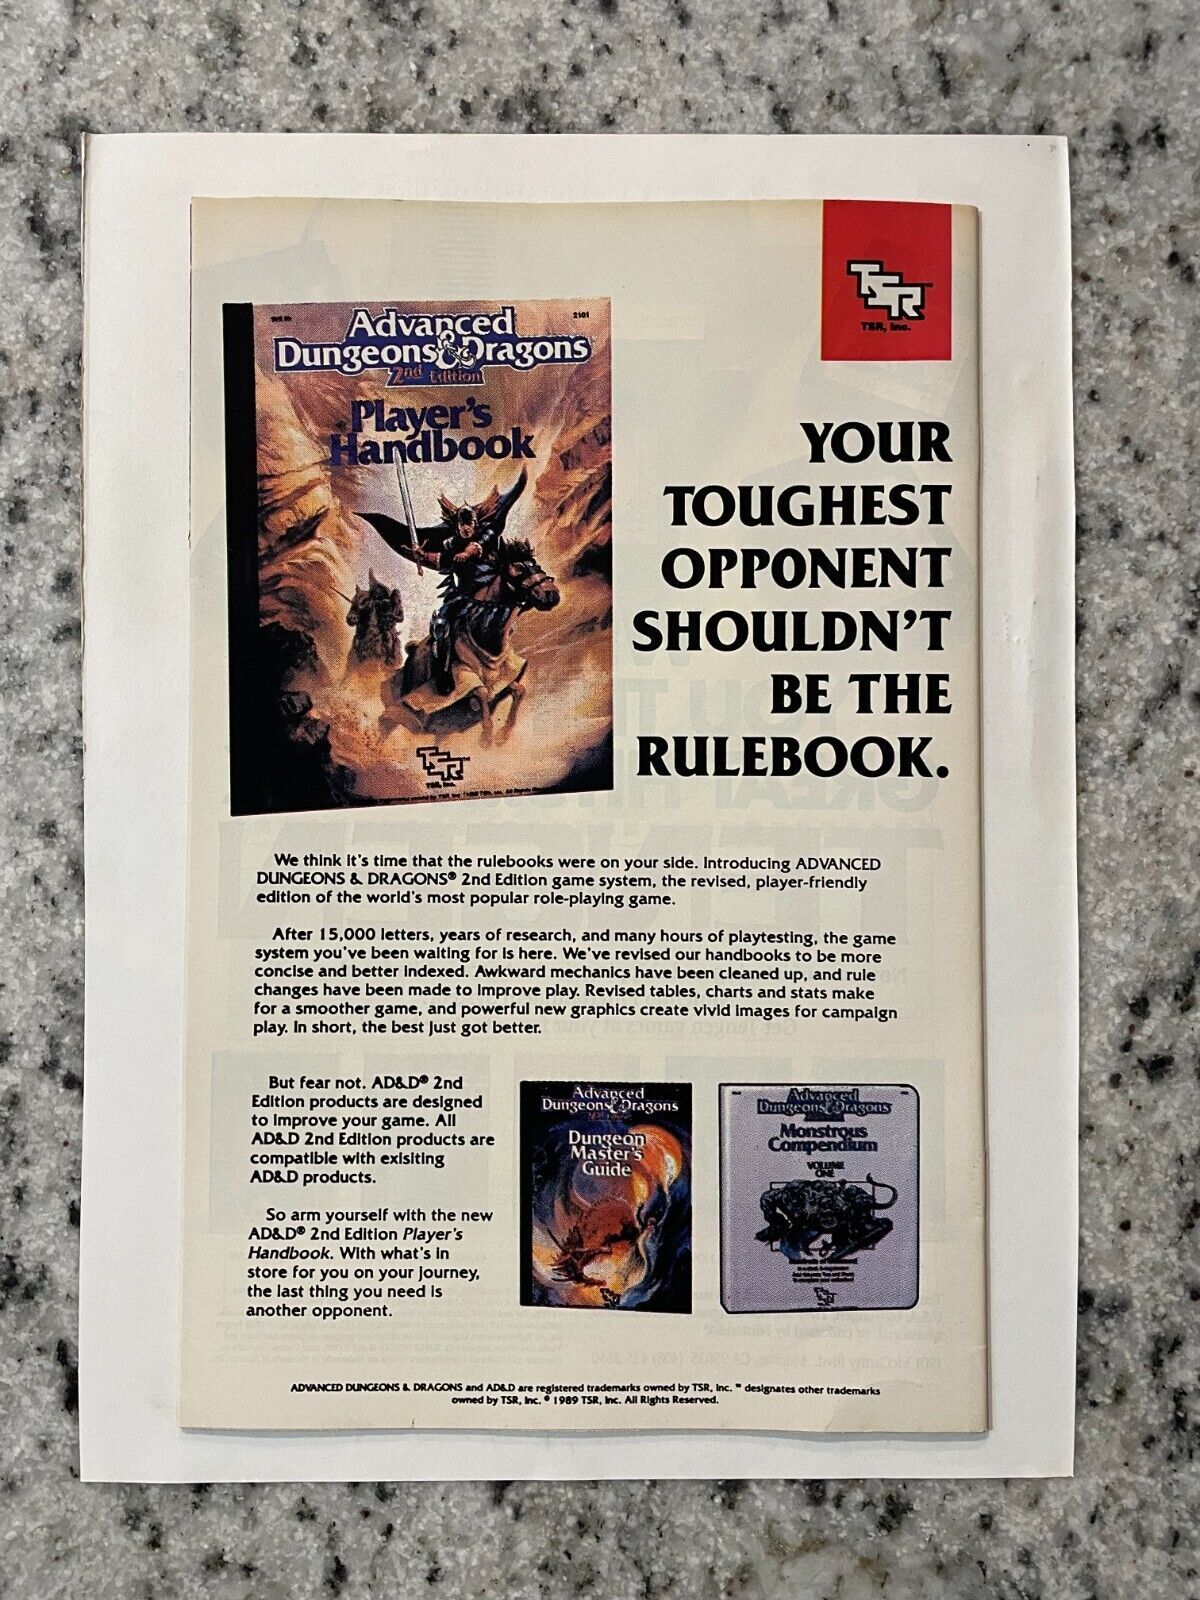 TSR™
TSR, Inc.
2101
Advanced
Dungeons & Dragons
2nd Edition
Player's
Handbook
TSR™
TSR, Inc.
YOUR
TOUGHEST
OPPONENT
SHOULDN'T
BE THE
RULEBOOK.
We think it's time that the rulebooks were on your side. Introducing ADVANCED
DUNGEONS & DRAGONS® 2nd Edition game system, the revised, player-friendly
edition of the world's most popular role-playing game.
After 15,000 letters, years of research, and many hours of playtesting, the game
system you've been waiting for is here. We've revised our handbooks to be more
concise and better indexed. Awkward mechanics have been cleaned up, and rule
changes have been made to improve play. Revised tables, charts and stats make
for a smoother game, and powerful new graphics create vivid images for campaign
play. In short, the best just got better.
But fear not. AD&D® 2nd
Edition products are designed
to improve your game. All
AD&D 2nd Edition products are
compatible with exisiting
AD&D products.
So arm yourself with the new
AD&D® 2nd Edition Player's
Handbook. With what's in
store for you on your journey,
the last thing you need is
another opponent.
Advanced
Dungeons & Dragons
Dungeon
Master's
Guide
Advanced
Dungeons & Dragons
Monstrous
Compendium
VOLUME
ONE
ADVANCED DUNGEONS & DRAGONS and AD&D are registered trademarks owned by TSR, Inc. ™ designates other trademarks
owned by TSR, Inc. © 1989 TSR, Inc. All Rights Reserved.